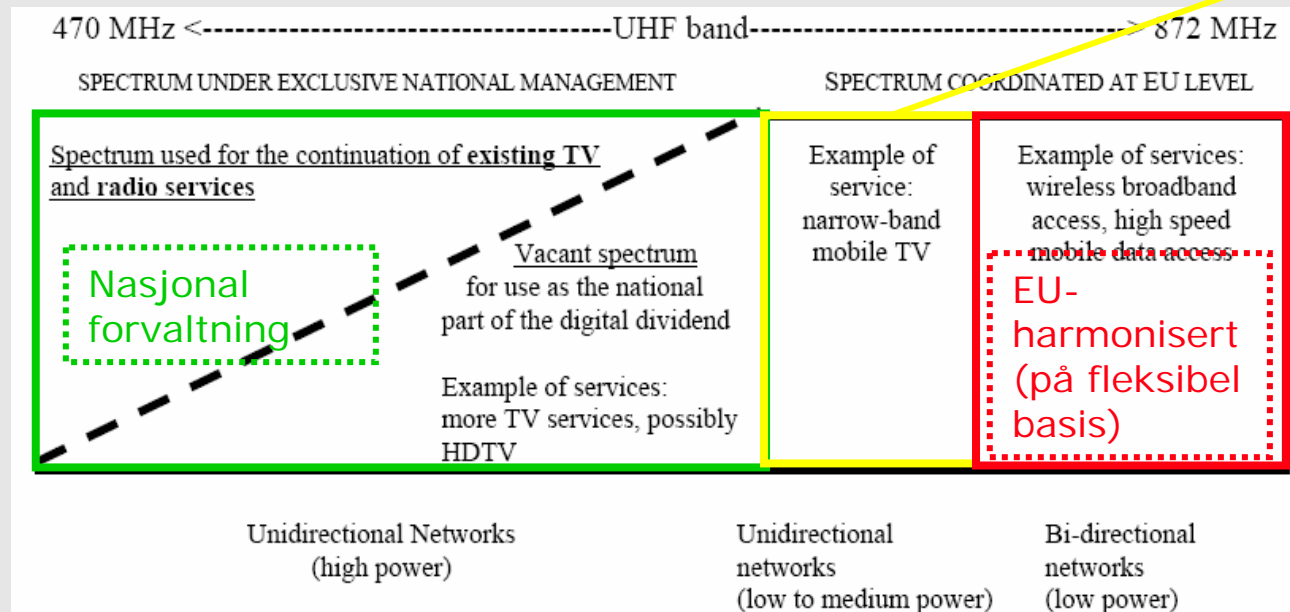 470 MHz <------------------------------------UHF band---------------------------------> 872 MHz
SPECTRUM UNDER EXCLUSIVE NATIONAL MANAGEMENT
SPECTRUM COORDINATED AT EU LEVEL
Spectrum used for the continuation of existing TV
and radio services
Nasjonal
forvaltning
Vacant spectrum
for use as the national
part of the digital dividend
Example of services:
more TV services, possibly
HDTV
Example of
service:
narrow-band
mobile TV
Example of services:
wireless broadband
access, high speed
mobile data access
EU-
harmonisert
(på fleksibel
basis)
Unidirectional Networks
(high power)
Unidirectional
networks
(low to medium power)
Bi-directional
networks
(low power)